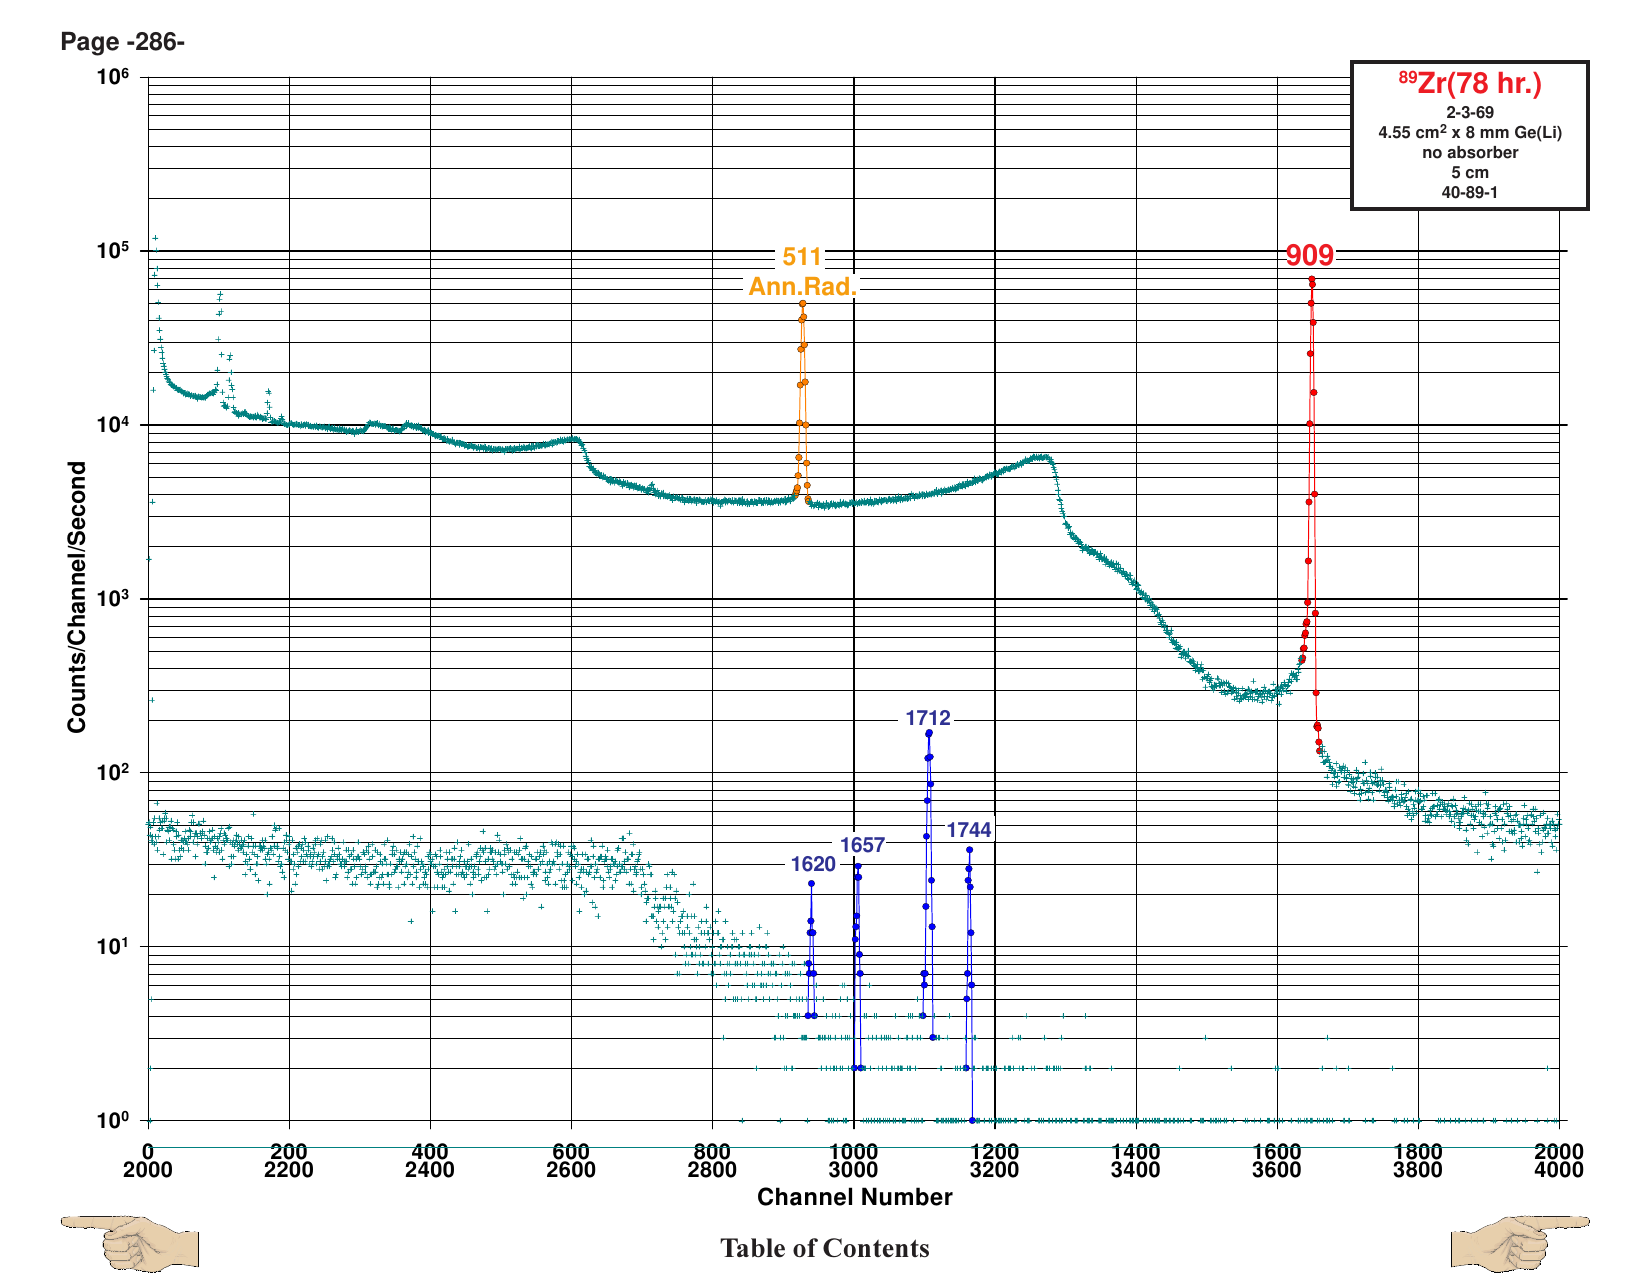 Page -286-
⁸⁹Zr(78 hr.)
2-3-69
4.55 cm² x 8 mm Ge(Li)
no absorber
5 cm
40-89-1
10⁶
10⁵
10⁴
10³
10²
10¹
10⁰
Counts/Channel/Second
511
Ann.Rad.
909
1712
1744
1657
1620
0 200 400 600 800 1000 1200 1400 1600 1800 2000
2000 2200 2400 2600 2800 3000 3200 3400 3600 3800 4000
Channel Number
Table of Contents